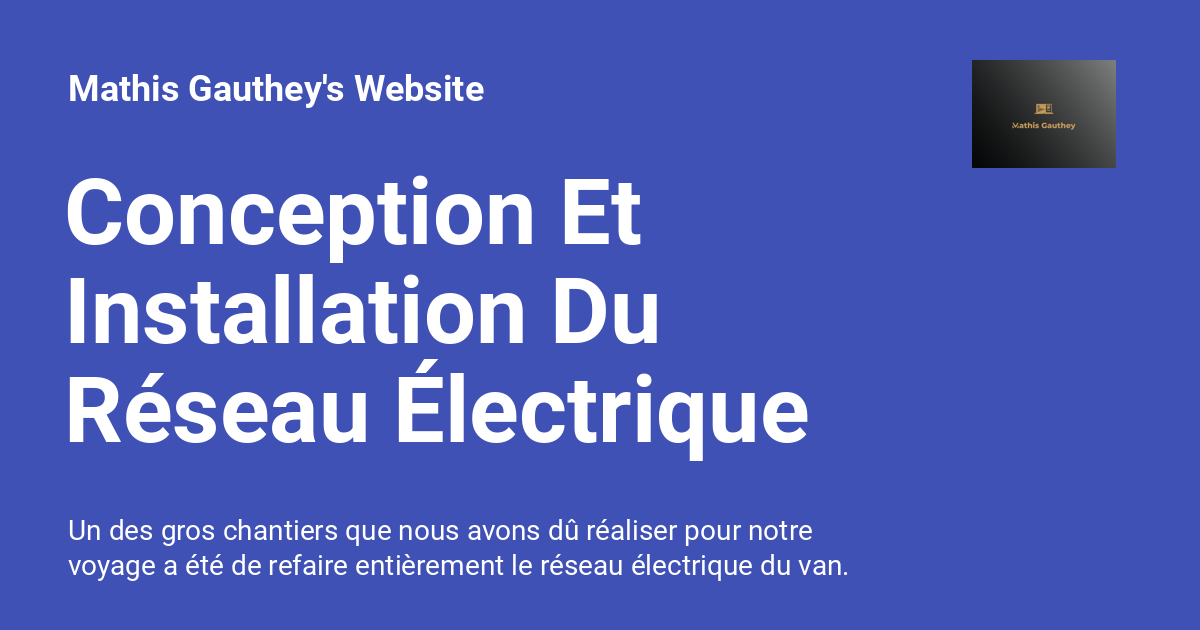 Mathis Gauthey's Website
Mathis Gauthey
Conception Et
Installation Du
Réseau Électrique
Un des gros chantiers que nous avons dû réaliser pour notre
voyage a été de refaire entièrement le réseau électrique du van.